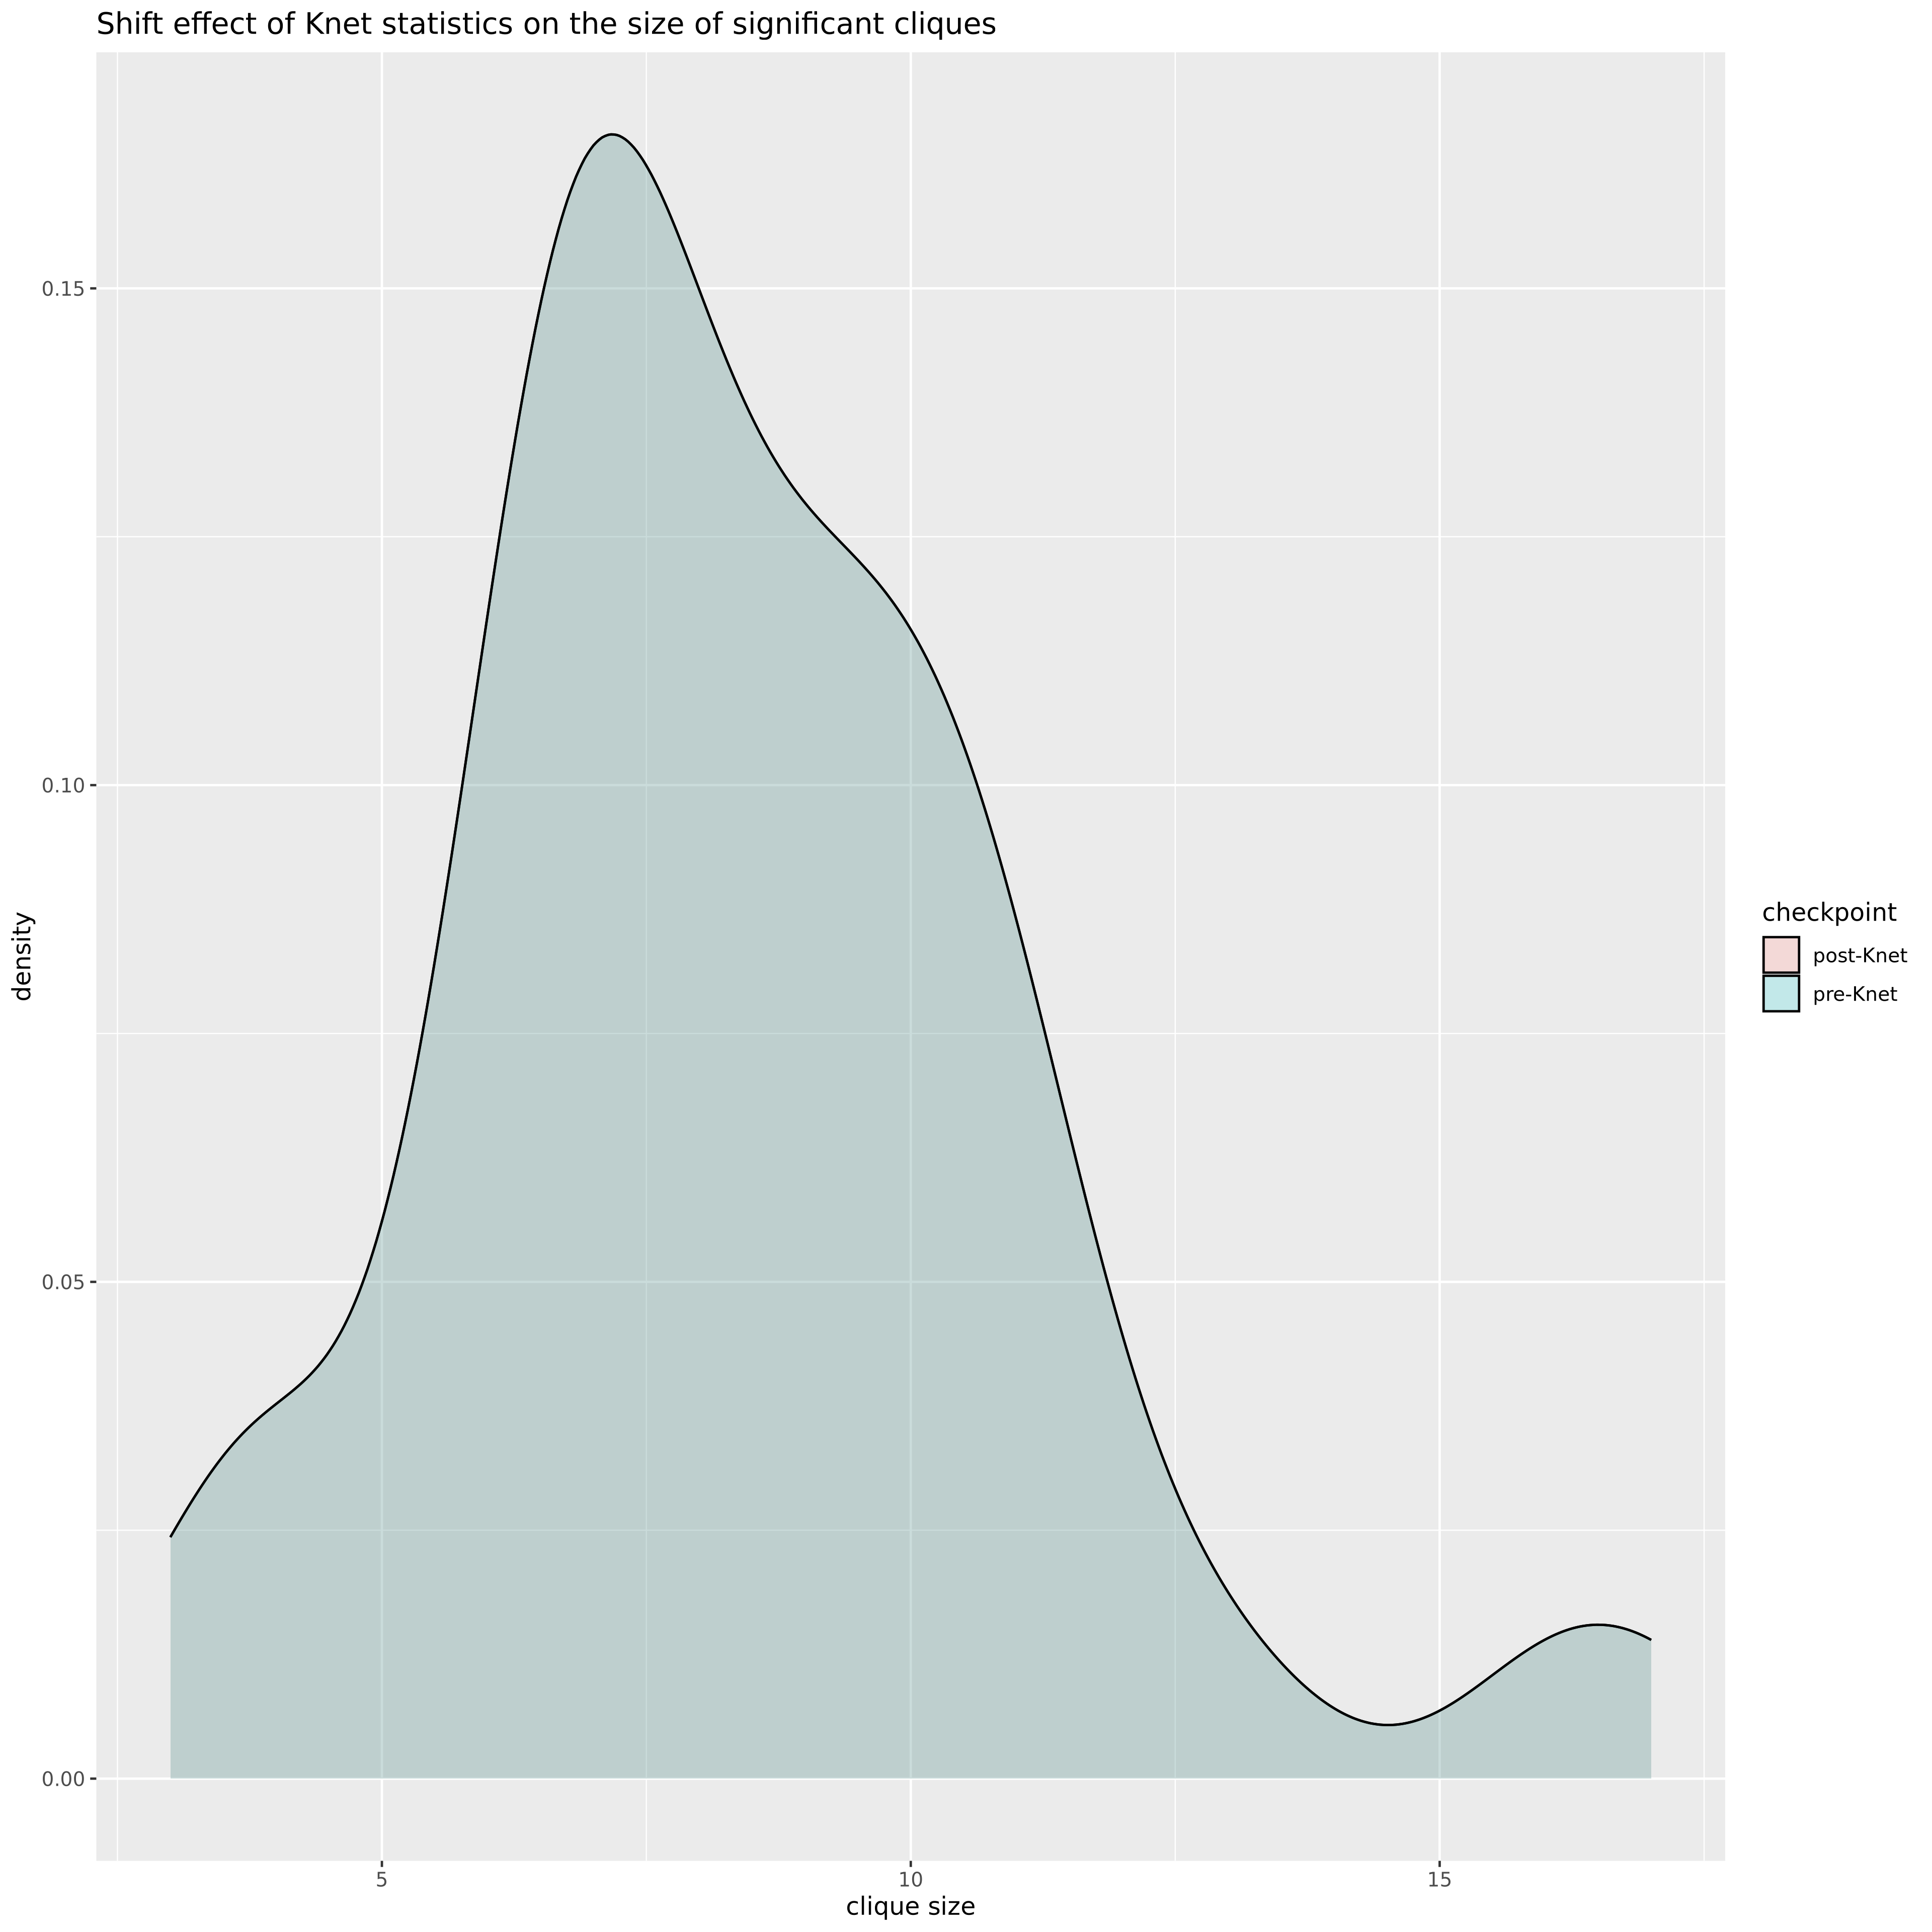 Shift effect of Knet statistics on the size of significant cliques
0.15
0.10
0.05
0.00
density
5
10
15
clique size
checkpoint
post-Knet
pre-Knet